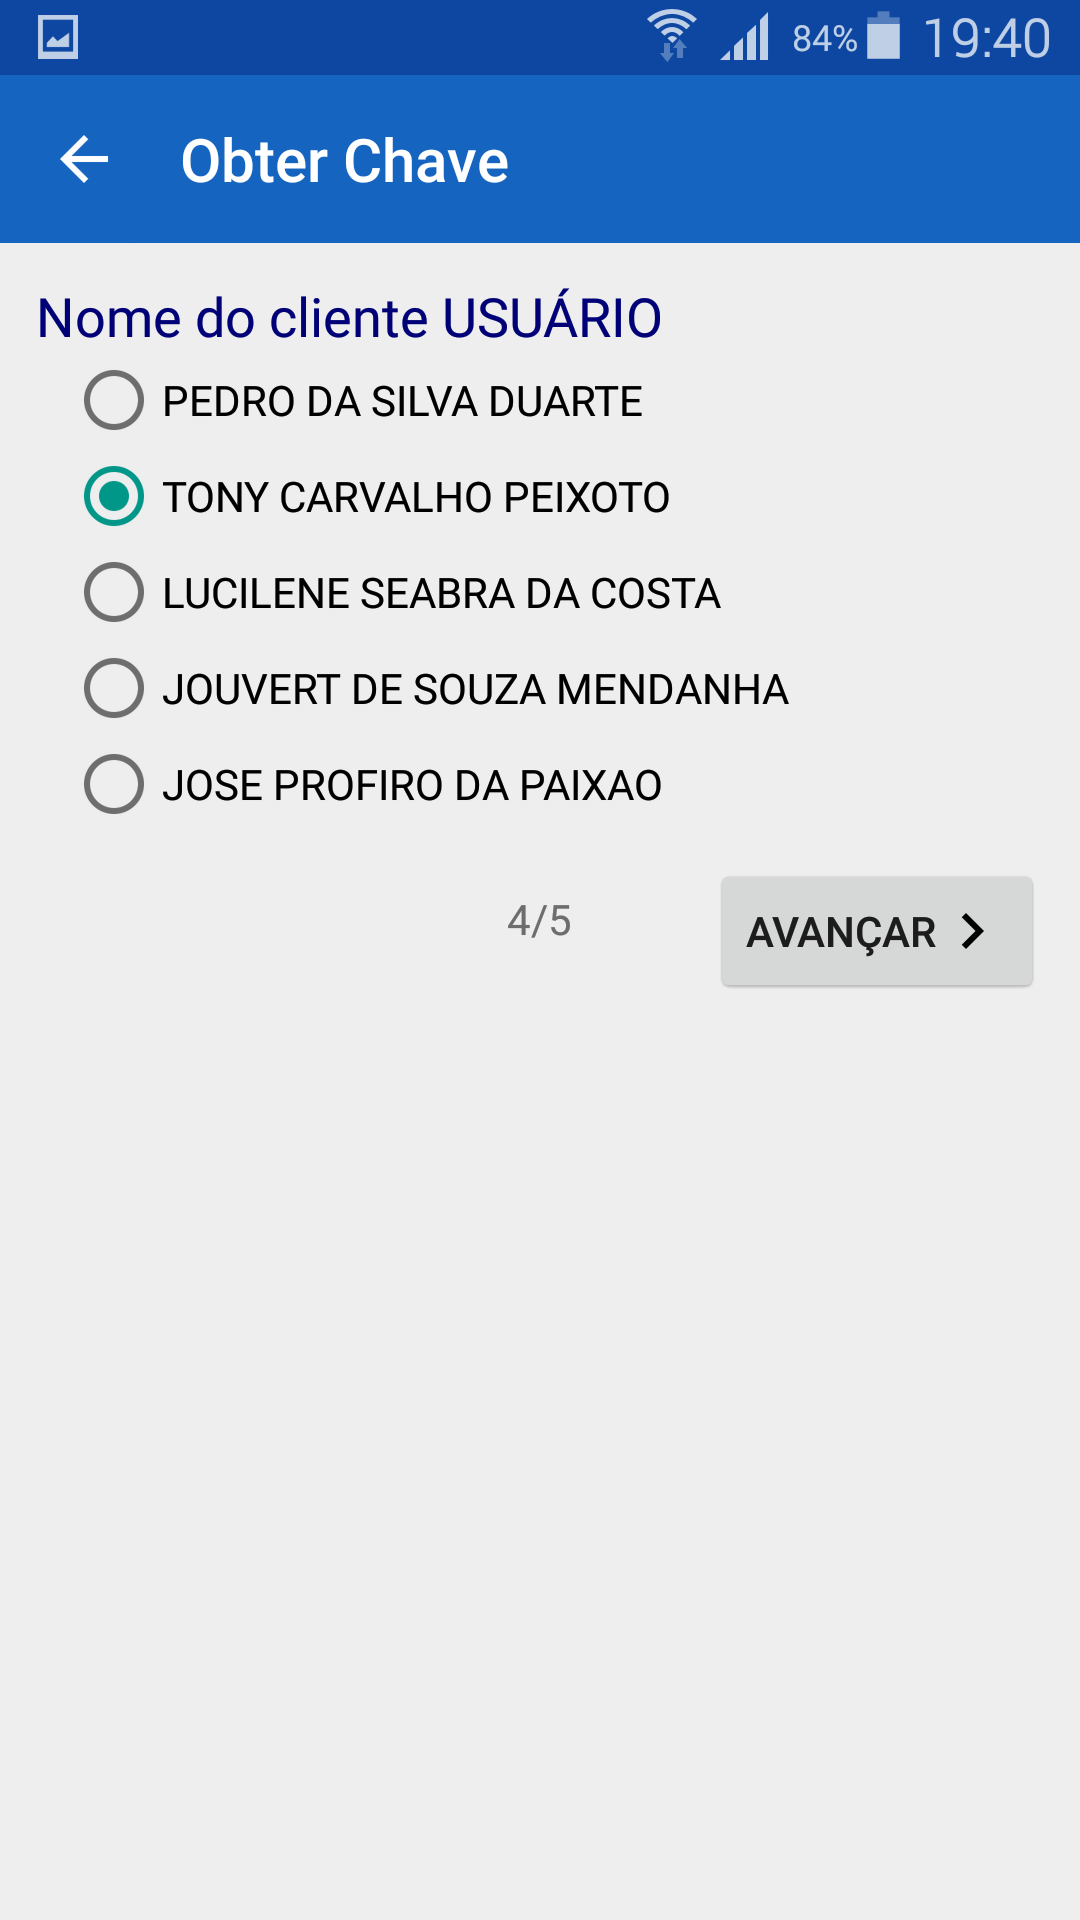 84% 19:40
Obter Chave
Nome do cliente USUÁRIO
PEDRO DA SILVA DUARTE
TONY CARVALHO PEIXOTO
LUCILENE SEABRA DA COSTA
JOUVERT DE SOUZA MENDANHA
JOSE PROFIRO DA PAIXAO
4/5
AVANÇAR